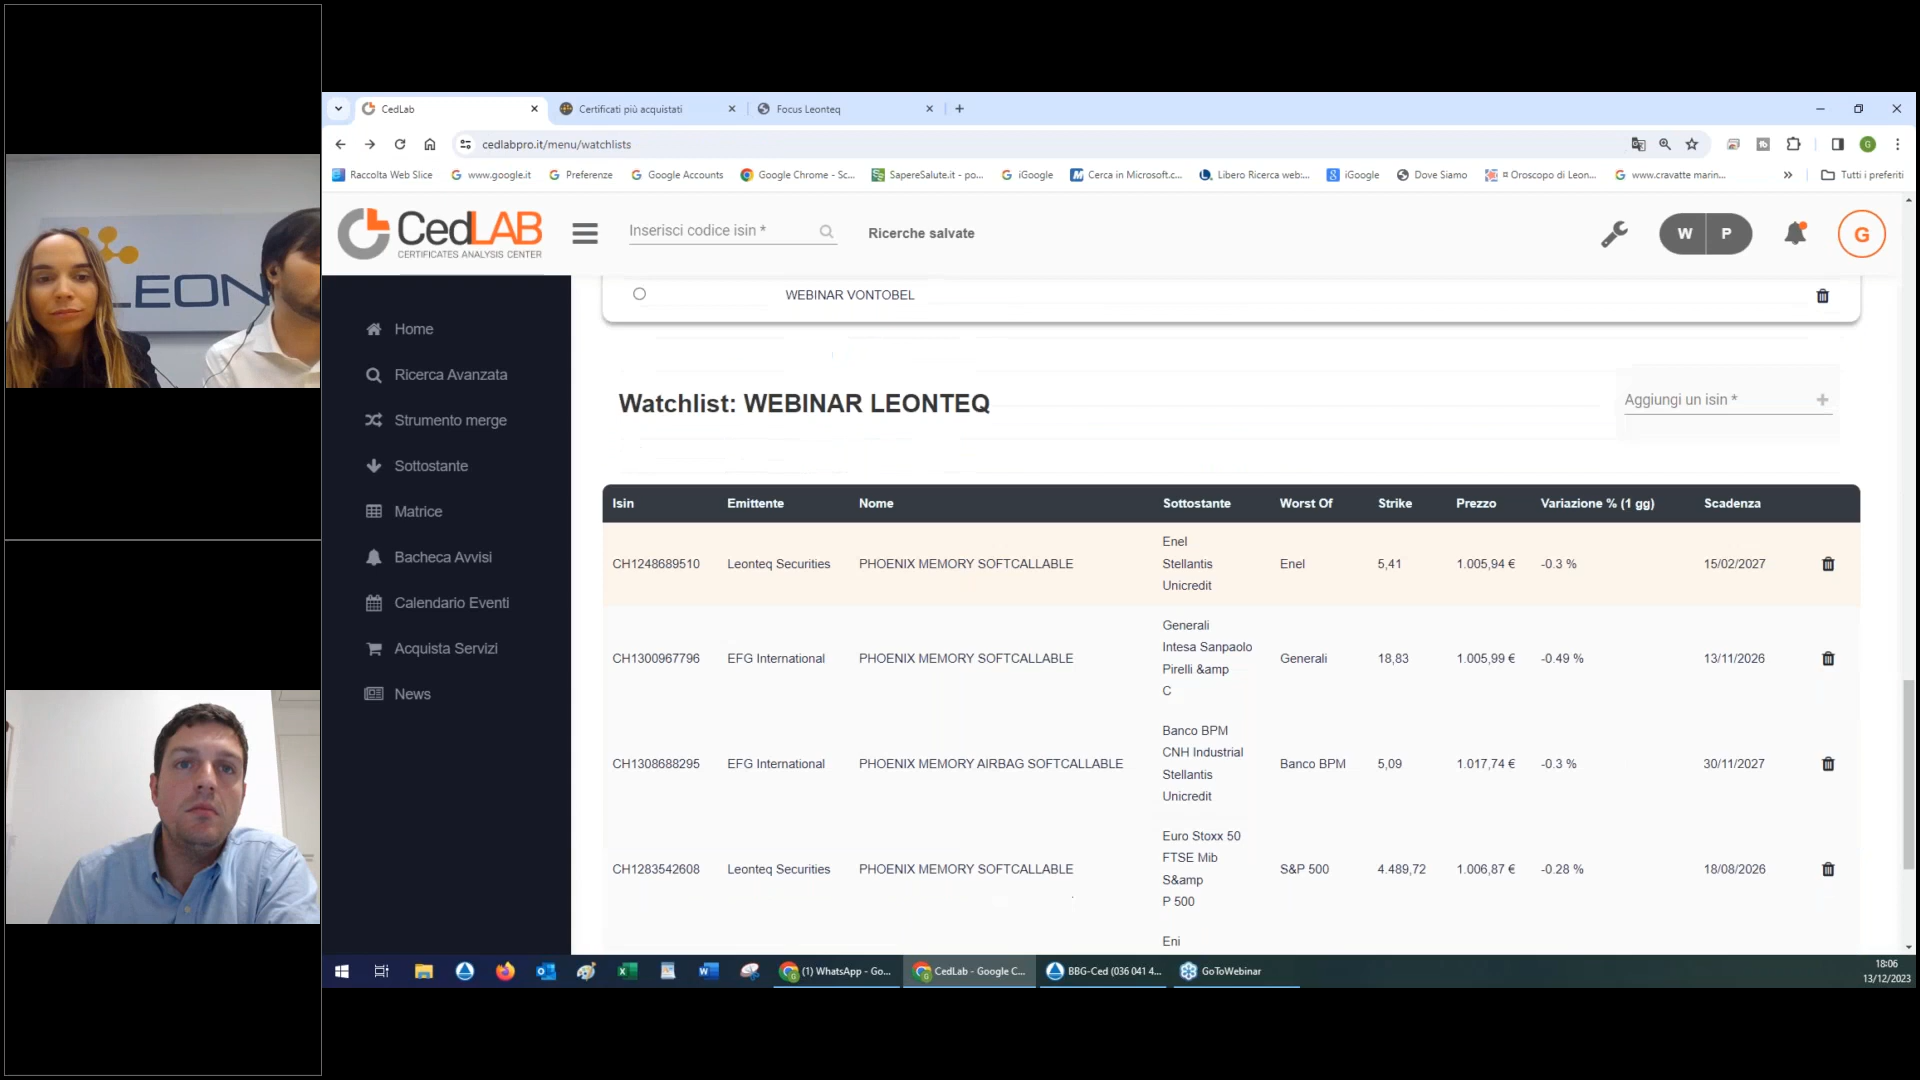 CedLab
Certificati più acquistati
Focus Leonteq
cedlabpro.it/menu/watchlists
Raccolta Web Slice
www.google.it
Preferenze
Google Accounts
Google Chrome - Sc...
SapereSalute.it - po...
iGoogle
Cerca in Microsoft.c...
Libero Ricerca web:...
iGoogle
Dove Siamo
¤ Oroscopo di Leon...
www.cravatte marin...
Tutti i preferiti
CedLAB
CERTIFICATES ANALYSIS CENTER
Inserisci codice isin *
Ricerche salvate
W P
G
LEON
Home
Ricerca Avanzata
Strumento merge
Sottostante
Matrice
Bacheca Avvisi
Calendario Eventi
Acquista Servizi
News
WEBINAR VONTOBEL
Watchlist: WEBINAR LEONTEQ
Aggiungi un isin *
Isin Emittente Nome Sottostante Worst Of Strike Prezzo Variazione % (1 gg) Scadenza
Enel
CH1248689510 Leonteq Securities PHOENIX MEMORY SOFTCALLABLE Stellantis Enel 5,41 1.005,94 € -0.3 % 15/02/2027
Unicredit
Generali
Intesa Sanpaolo
CH1300967796 EFG International PHOENIX MEMORY SOFTCALLABLE Generali 18,83 1.005,99 € -0.49 % 13/11/2026
Pirelli &amp
C
Banco BPM
CNH Industrial
CH1308688295 EFG International PHOENIX MEMORY AIRBAG SOFTCALLABLE Banco BPM 5,09 1.017,74 € -0.3 % 30/11/2027
Stellantis
Unicredit
Euro Stoxx 50
FTSE Mib
CH1283542608 Leonteq Securities PHOENIX MEMORY SOFTCALLABLE S&P 500 4.489,72 1.006,87 € -0.28 % 18/08/2026
S&amp
P 500
Eni
(1) WhatsApp - Go...
CedLab - Google C...
BBG-Ced (036 041 4...
GoToWebinar
18:06
13/12/2023